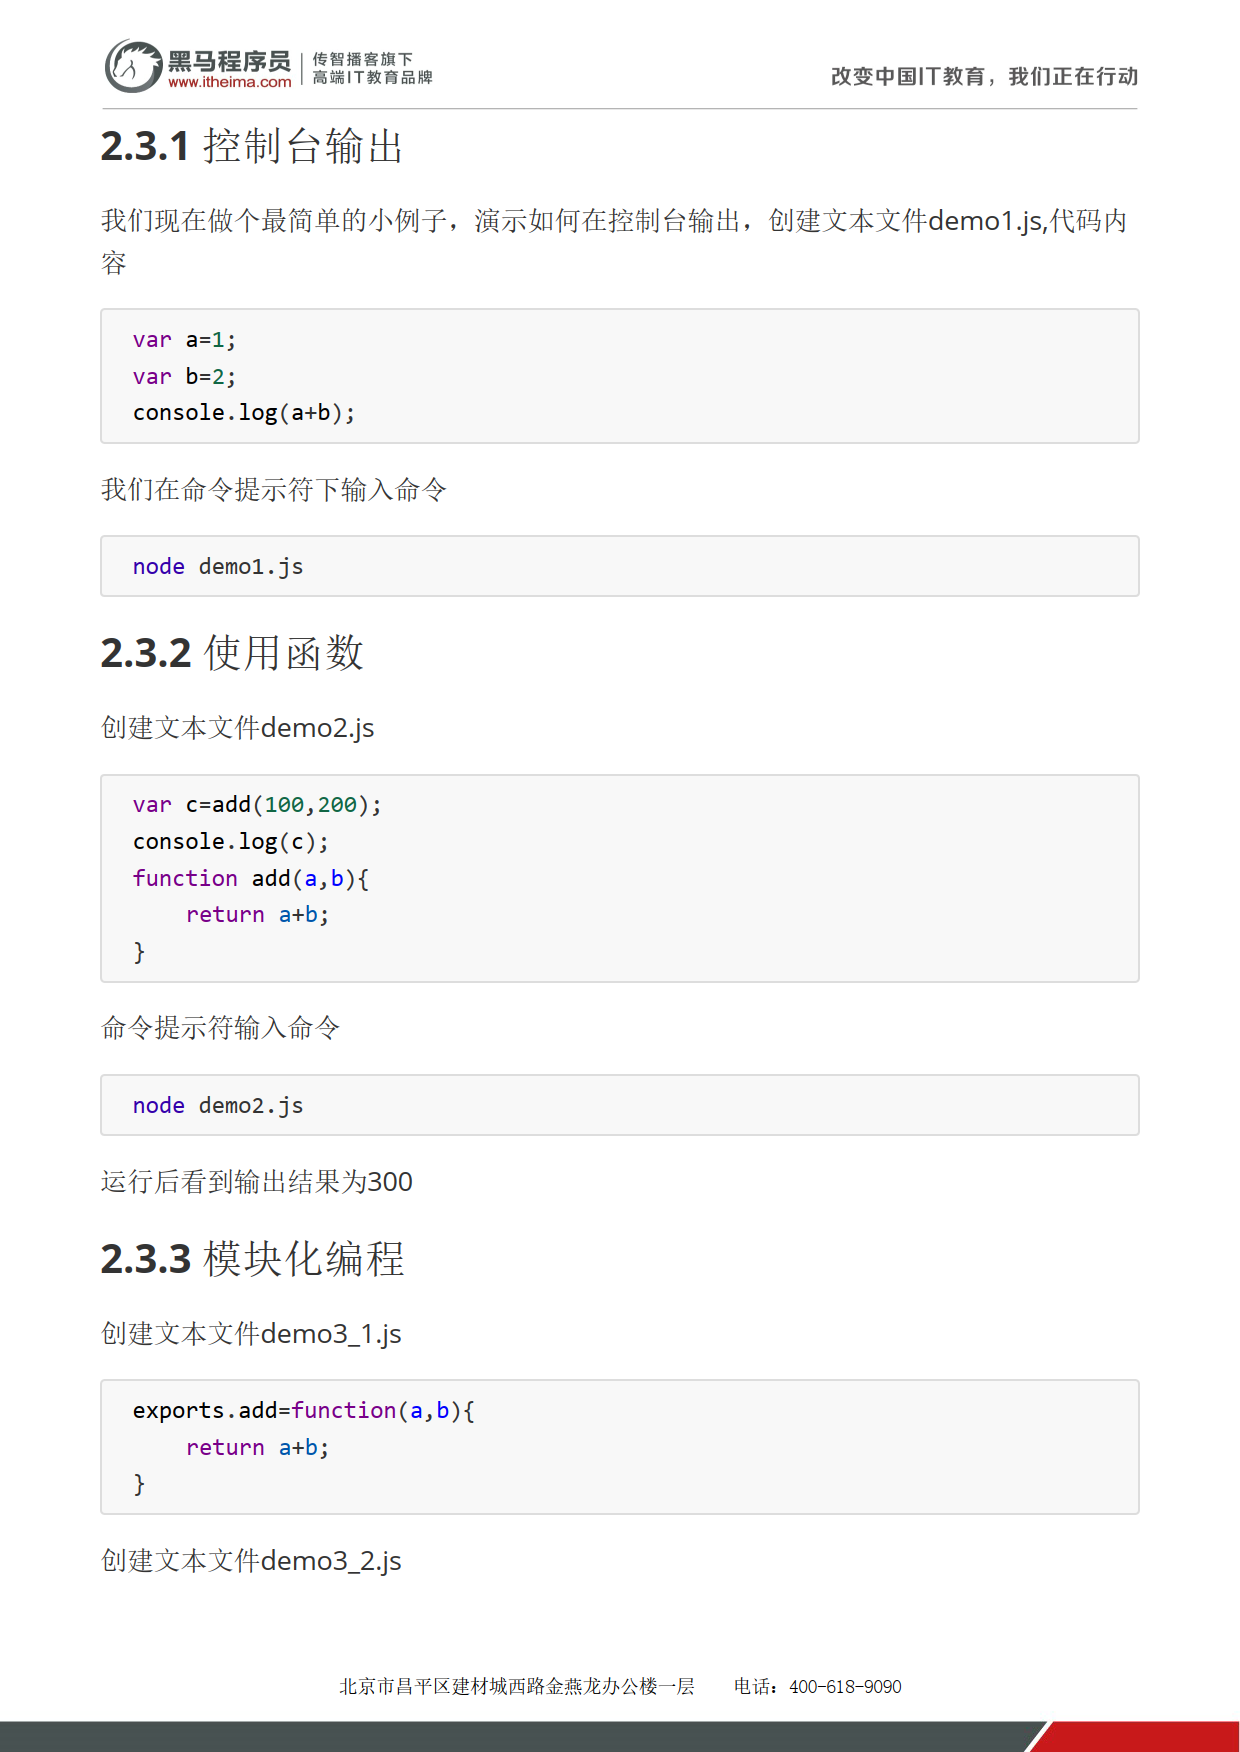 黑马程序员
www.itheima.com
传智播客旗下
高端IT教育品牌
改变中国IT教育，我们正在行动
2.3.1 控制台输出
我们现在做个最简单的小例子，演示如何在控制台输出，创建文本文件demo1.js,代码内
容
var a=1;
var b=2;
console.log(a+b);
我们在命令提示符下输入命令
node demo1.js
2.3.2 使用函数
创建文本文件demo2.js
var c=add(100,200);
console.log(c);
function add(a,b){
    return a+b;
}
命令提示符输入命令
node demo2.js
运行后看到输出结果为300
2.3.3 模块化编程
创建文本文件demo3_1.js
exports.add=function(a,b){
    return a+b;
}
创建文本文件demo3_2.js
北京市昌平区建材城西路金燕龙办公楼一层 电话：400-618-9090